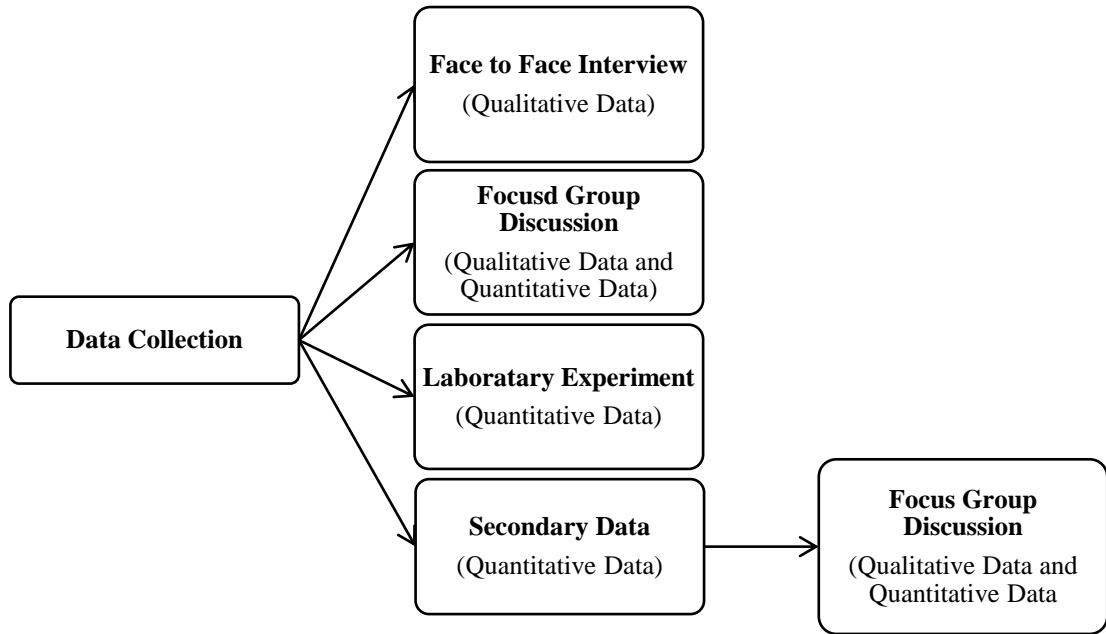 Face to Face Interview
(Qualitative Data)
Focusd Group
Discussion
(Qualitative Data and
Quantitative Data)
Data Collection
Laboratary Experiment
(Quantitative Data)
Secondary Data
(Quantitative Data)
Focus Group
Discussion
(Qualitative Data and
Quantitative Data